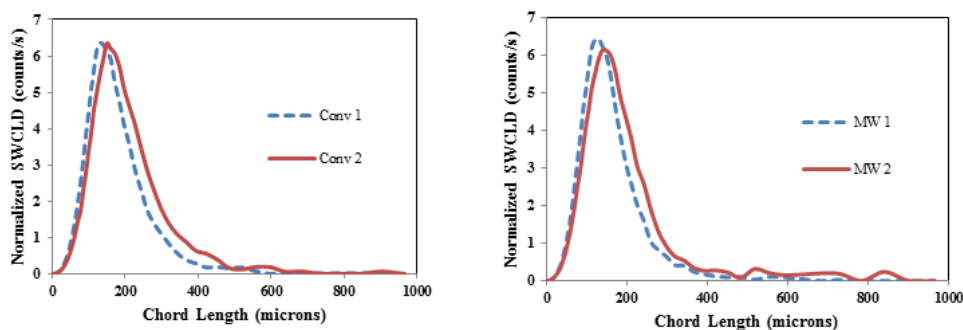 Normalized SWCLD (counts/s)
7
6
5
4
3
2
1
0
Conv 1
Conv 2
0 200 400 600 800 1000
Chord Length (microns)
Normalized SWCLD (counts/s)
7
6
5
4
3
2
1
0
MW 1
MW 2
0 200 400 600 800 1000
Chord Length (microns)